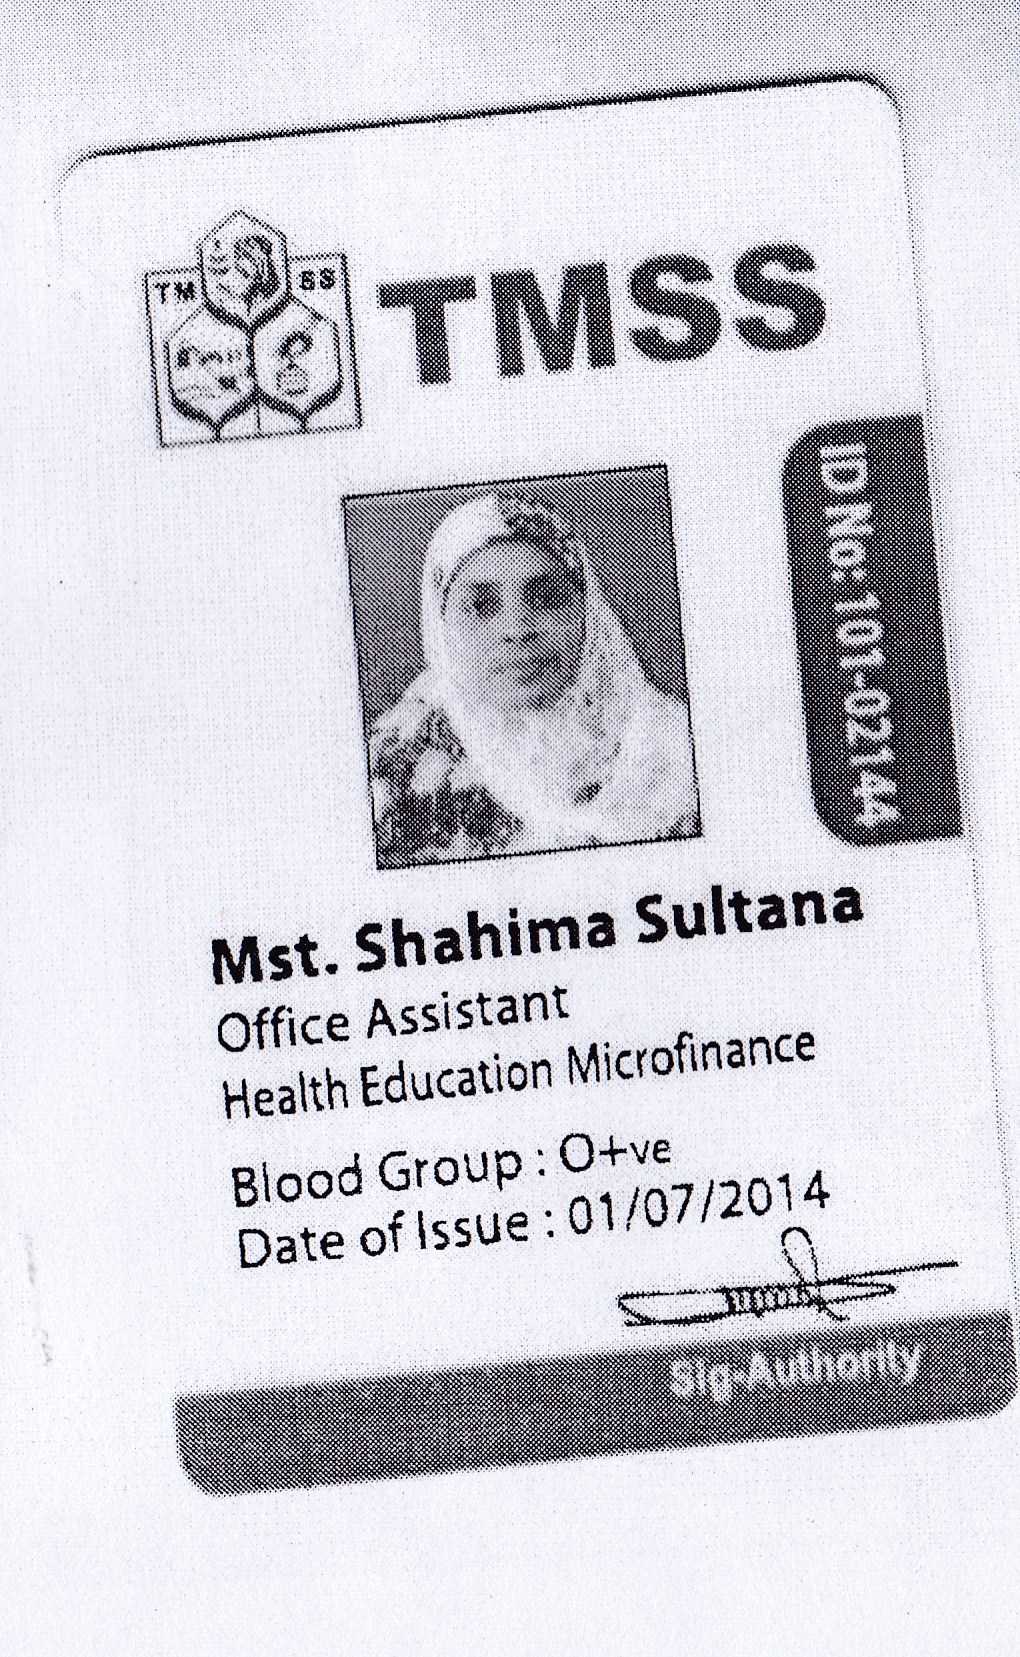 TM SS
TMSS
ID No: 101-02144
Mst. Shahima Sultana
Office Assistant
Health Education Microfinance
Blood Group : O+ve
Date of Issue : 01/07/2014
Sig-Authority